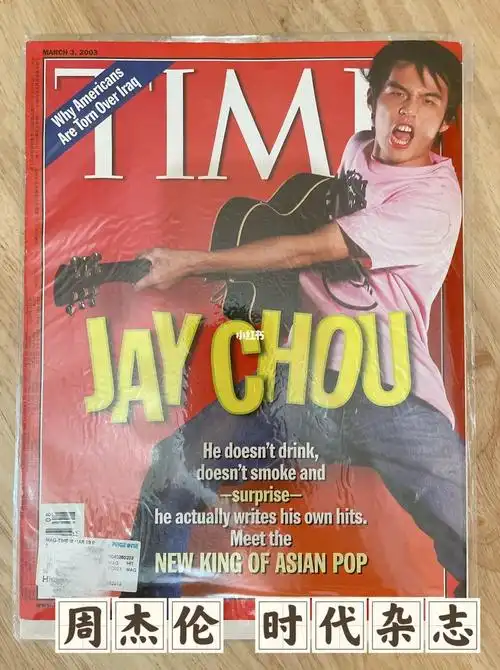 MARCH 3, 2003
Why Americans
Are Torn Over Iraq
TIME
JAY CHOU
小红书
He doesn't drink,
doesn't smoke and
—surprise—
he actually writes his own hits.
Meet the
NEW KING OF ASIAN POP
周杰伦 时代杂志